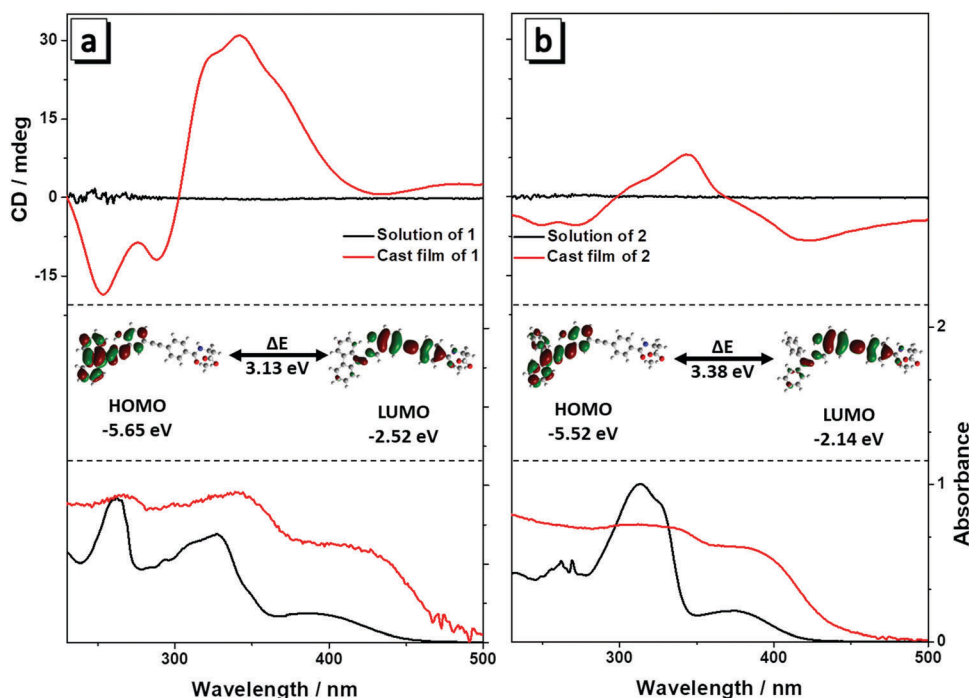 a
b
30
15
0
-15
CD / mdeg
Solution of 1
Cast film of 1
Solution of 2
Cast film of 2
ΔE
3.13 eV
HOMO
-5.65 eV
LUMO
-2.52 eV
ΔE
3.38 eV
HOMO
-5.52 eV
LUMO
-2.14 eV
2
1
0
Absorbance
300
400
500
300
400
500
Wavelength / nm
Wavelength / nm